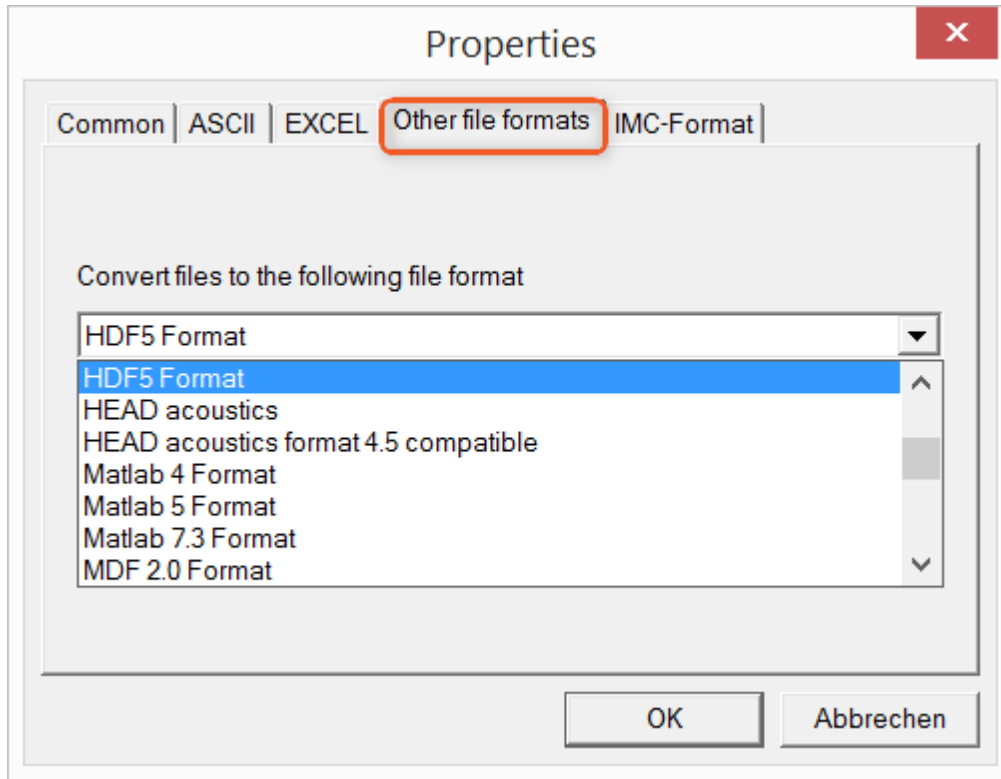 Properties
Common ASCII EXCEL Other file formats IMC-Format
Convert files to the following file format
HDF5 Format
HDF5 Format
HEAD acoustics
HEAD acoustics format 4.5 compatible
Matlab 4 Format
Matlab 5 Format
Matlab 7.3 Format
MDF 2.0 Format
OK Abbrechen